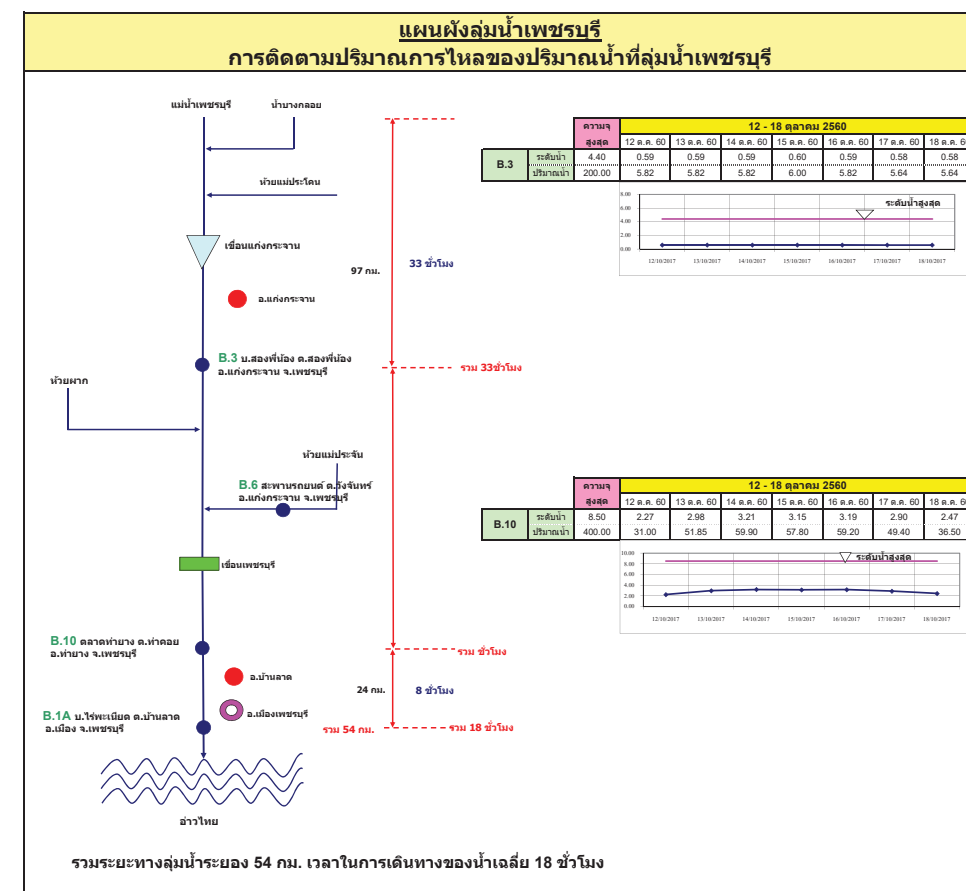 แผนผังลุ่มน้ำเพชรบุรี
การติดตามปริมาณการไหลของปริมาณน้ำที่ลุ่มน้ำเพชรบุรี
แม่น้ำเพชรบุรี
น้ำบางกลอย
ห้วยแม่ประโดน
เขื่อนแก่งกระจาน
97 กม.
33 ชั่วโมง
อ.แก่งกระจาน
B.3 บ.สองพี่น้อง ต.สองพี่น้อง
อ.แก่งกระจาน จ.เพชรบุรี
รวม 33ชั่วโมง
ห้วยผาก
ห้วยแม่ประจัน
B.6 สะพานรถยนต์ ต.วังจันทร์
อ.แก่งกระจาน จ.เพชรบุรี
เขื่อนเพชรบุรี
B.10 ตลาดท่ายาง ต.ท่าคอย
อ.ท่ายาง จ.เพชรบุรี
รวม ชั่วโมง
อ.บ้านลาด
24 กม.
8 ชั่วโมง
อ.เมืองเพชรบุรี
B.1A บ.ไร่พะเนียด ต.บ้านลาด
อ.เมือง จ.เพชรบุรี
รวม 54 กม.
รวม 18 ชั่วโมง
อ่าวไทย
รวมระยะทางลุ่มน้ำระยอง 54 กม. เวลาในการเดินทางของน้ำเฉลี่ย 18 ชั่วโมง
ความจุ 12 - 18 ตุลาคม 2560
สูงสุด 12 ต.ค. 60 13 ต.ค. 60 14 ต.ค. 60 15 ต.ค. 60 16 ต.ค. 60 17 ต.ค. 60 18 ต.ค. 60
B.3
ระดับน้ำ 4.40 0.59 0.59 0.59 0.60 0.59 0.58 0.58
ปริมาณน้ำ 200.00 5.82 5.82 5.82 6.00 5.82 5.64 5.64
8.00
ระดับน้ำสูงสุด
6.00
4.00
2.00
0.00
12/10/2017 13/10/2017 14/10/2017 15/10/2017 16/10/2017 17/10/2017 18/10/2017
ความจุ 12 - 18 ตุลาคม 2560
สูงสุด 12 ต.ค. 60 13 ต.ค. 60 14 ต.ค. 60 15 ต.ค. 60 16 ต.ค. 60 17 ต.ค. 60 18 ต.ค. 60
B.10
ระดับน้ำ 8.50 2.27 2.98 3.21 3.15 3.19 2.90 2.47
ปริมาณน้ำ 400.00 31.00 51.85 59.90 57.80 59.20 49.40 36.50
10.00
ระดับน้ำสูงสุด
8.00
6.00
4.00
2.00
0.00
12/10/2017 13/10/2017 14/10/2017 15/10/2017 16/10/2017 17/10/2017 18/10/2017